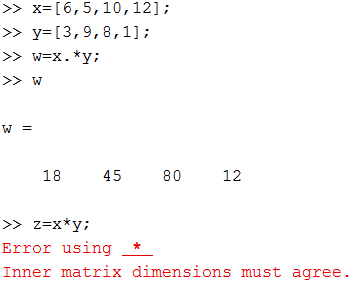 >> x=[6,5,10,12];
>> y=[3,9,8,1];
>> w=x.*y;
>> w
w =
18 45 80 12
>> z=x*y;
Error using  * 
Inner matrix dimensions must agree.